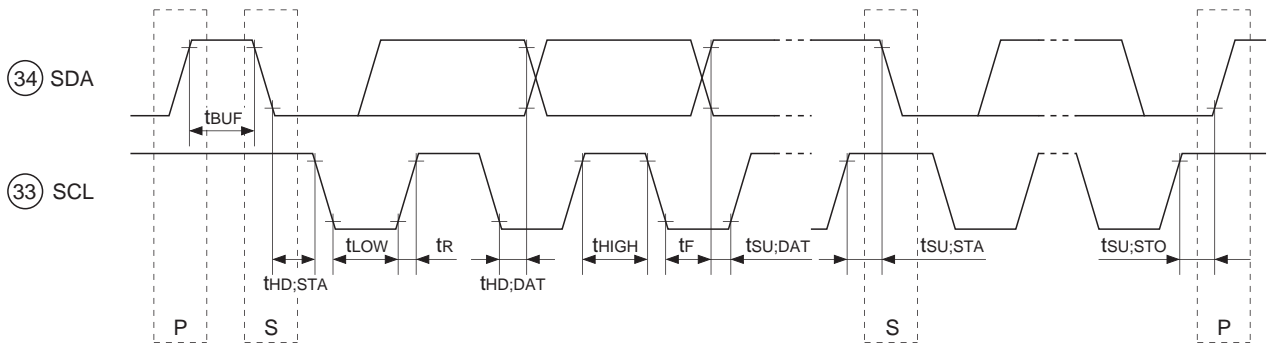 34 SDA
tBUF
33 SCL
tLOW tR tHIGH tF tSU;DAT tSU;STA tSU;STO
tHD;STA tHD;DAT
P S S P